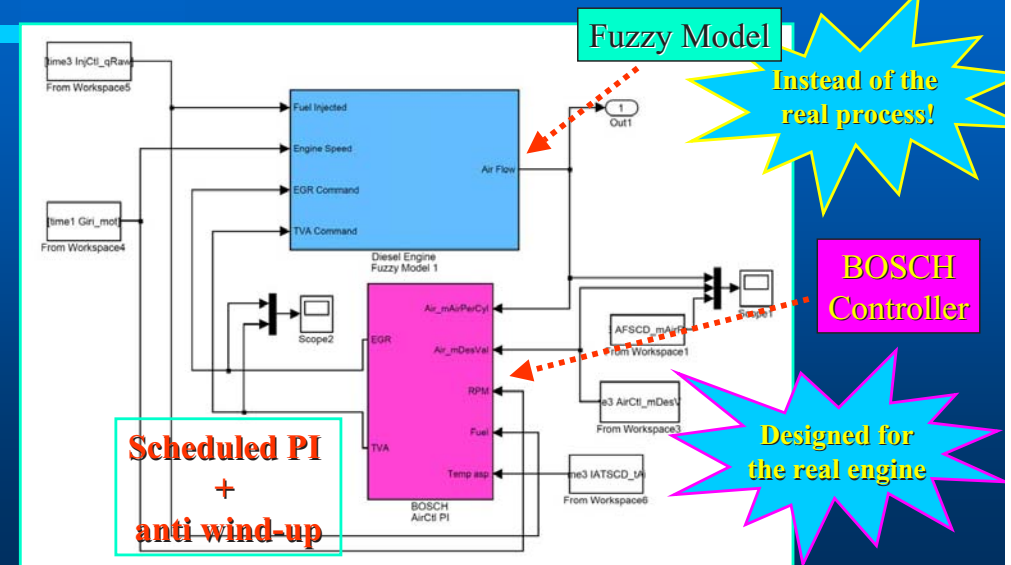 Fuzzy Model
Instead of the
real process!
[time3 InjCtl_qRaw]
From Workspace5
Fuel Injected
Engine Speed
EGR Command
TVA Command
Air Flow
1
Out1
Diesel Engine
Fuzzy Model 1
[time1 Giri_mot]
From Workspace4
BOSCH
Controller
Scope2
Scope1
EGR
TVA
Air_mAirPerCyl
Air_mDesVal
RPM
Fuel
Temp asp
BOSCH
AirCtl PI
From Workspace1
e3 AirCtl_mDesV
From Workspace3
ne3 IATSCD_tAi
From Workspace6
Scheduled PI
+
anti wind-up
Designed for
the real engine